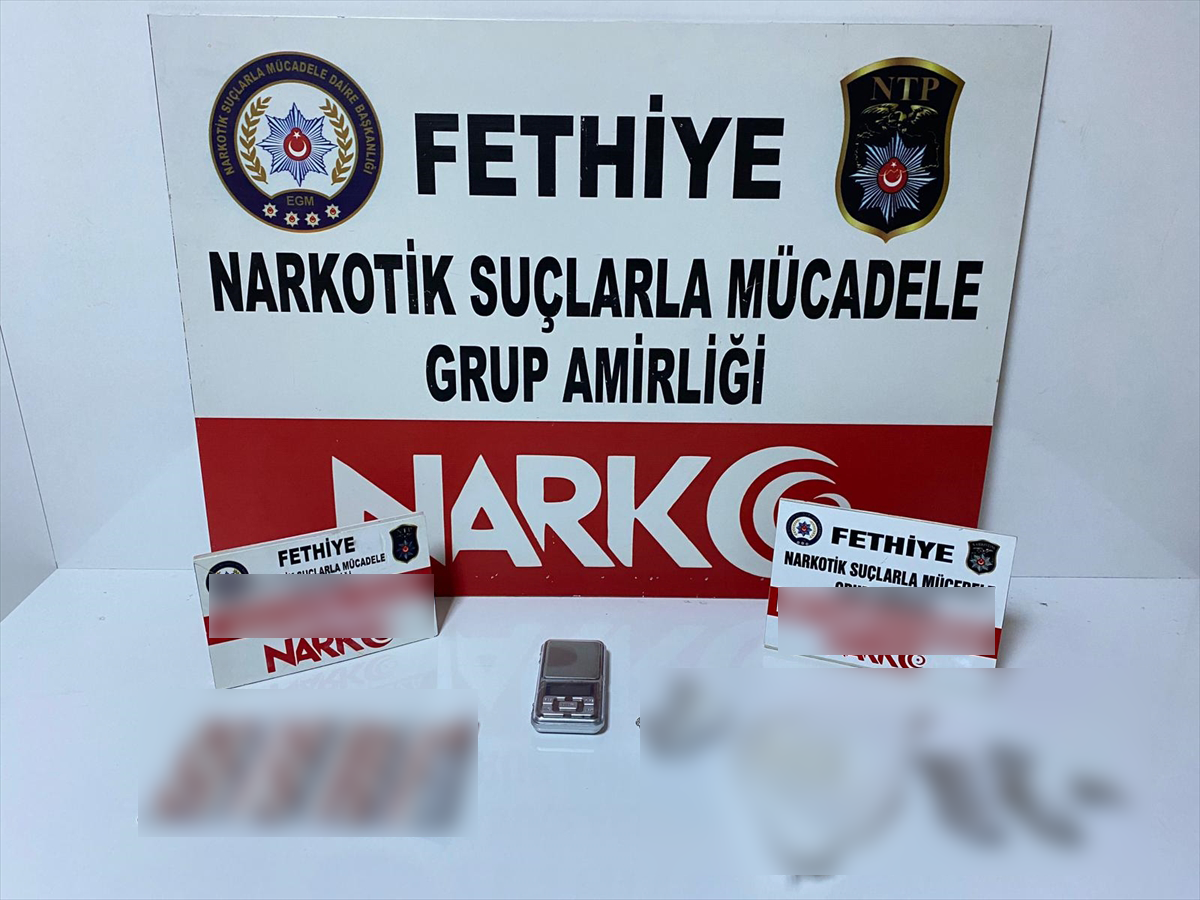 NARKOTİK SUÇLARLA MÜCADELE DAİRE BAŞKANLIĞI
EGM
NTP
FETHİYE
NARKOTİK SUÇLARLA MÜCADELE
GRUP AMİRLİĞİ
NARKO
FETHİYE
SUÇLARLA MÜCADELE
NARKO
FETHİYE
NARKOTİK SUÇLARLA MÜCEDELE